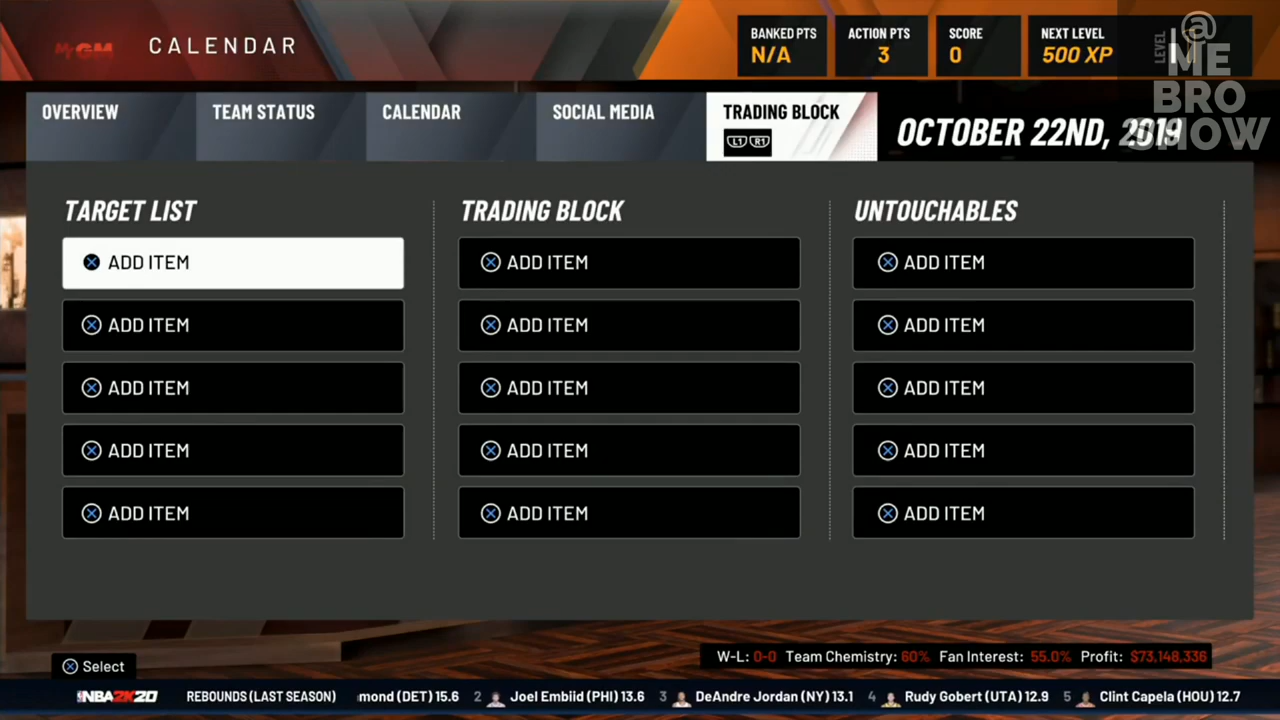 MyGM CALENDAR
BANKED PTS
N/A
ACTION PTS
3
SCORE
0
NEXT LEVEL
500 XP
LEVEL
@
ME
BRO
SHOW
OVERVIEW
TEAM STATUS
CALENDAR
SOCIAL MEDIA
TRADING BLOCK
L1 R1
OCTOBER 22ND, 2019
TARGET LIST
ADD ITEM
ADD ITEM
ADD ITEM
ADD ITEM
ADD ITEM
TRADING BLOCK
ADD ITEM
ADD ITEM
ADD ITEM
ADD ITEM
ADD ITEM
UNTOUCHABLES
ADD ITEM
ADD ITEM
ADD ITEM
ADD ITEM
ADD ITEM
Select
W-L: 0-0 Team Chemistry: 60% Fan Interest: 55.0% Profit: $73,148,336
NBA2K20 REBOUNDS (LAST SEASON) mond (DET) 15.6 2 Joel Embiid (PHI) 13.6 3 DeAndre Jordan (NY) 13.1 4 Rudy Gobert (UTA) 12.9 5 Clint Capela (HOU) 12.7